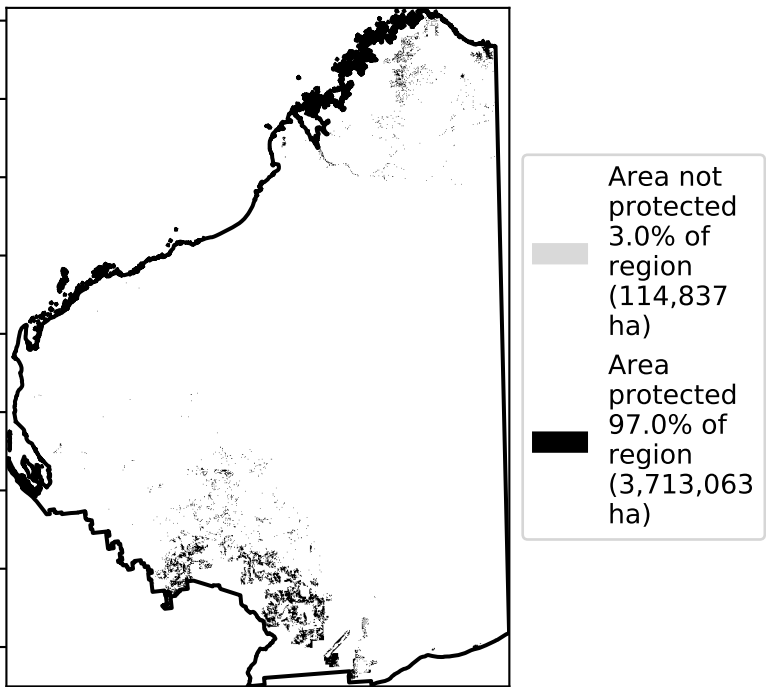 Area not
protected
3.0% of
region
(114,837
ha)
Area
protected
97.0% of
region
(3,713,063
ha)